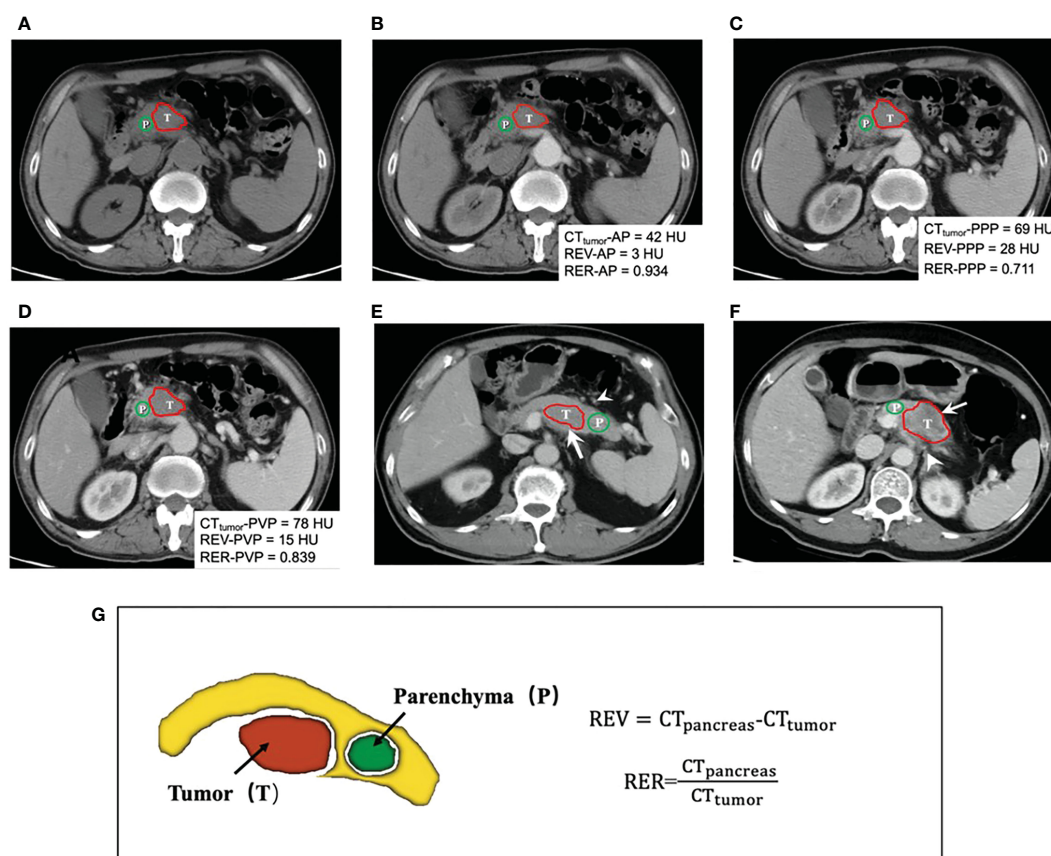 A
B
C
P
T
P
T
P
T
CTtumor-AP = 42 HU
REV-AP = 3 HU
RER-AP = 0.934
CTtumor-PPP = 69 HU
REV-PPP = 28 HU
RER-PPP = 0.711
D
E
F
P
T
T
P
P
T
CTtumor-PVP = 78 HU
REV-PVP = 15 HU
RER-PVP = 0.839
G
Parenchyma（P）
Tumor（T）
REV = CTpancreas-CTtumor
RER=CTpancreas
CTtumor